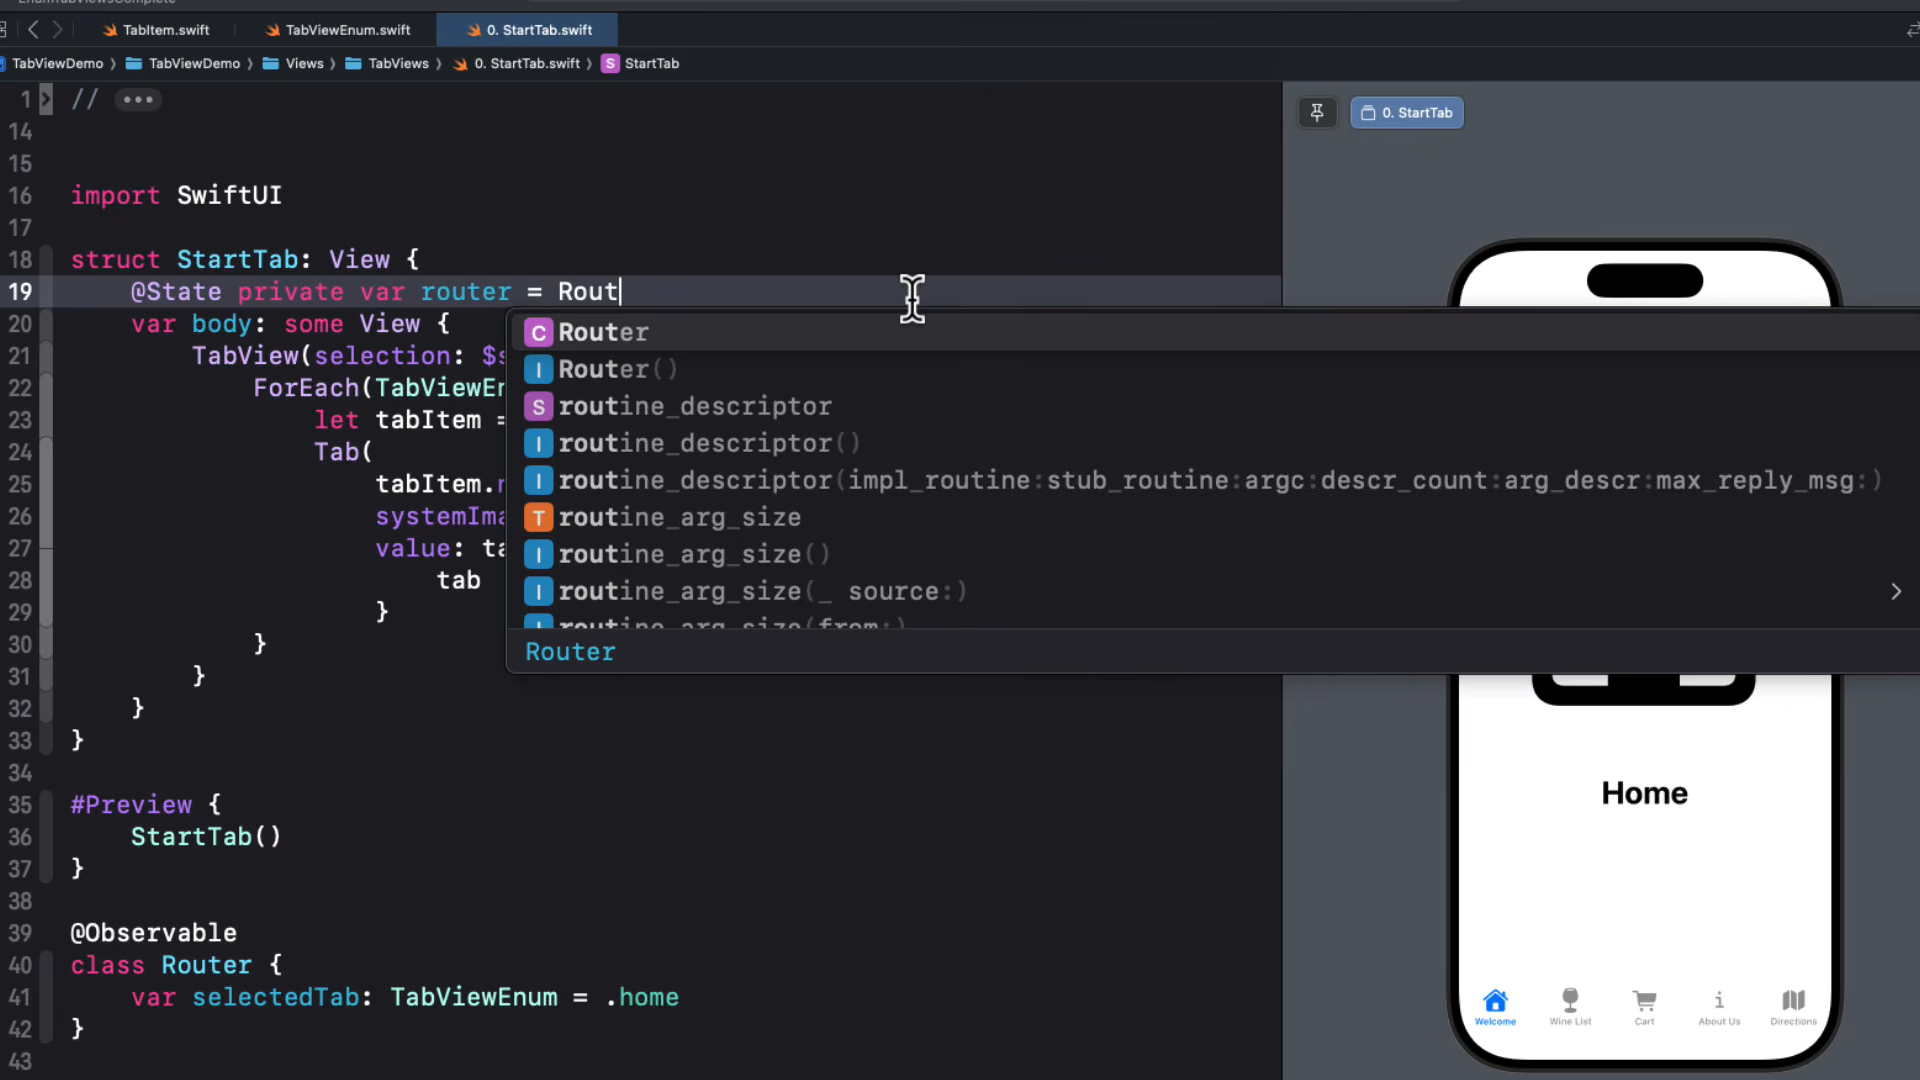 TabItem.swift
TabViewEnum.swift
0. StartTab.swift
TabViewDemo
TabViewDemo
Views
TabViews
0. StartTab.swift
S StartTab
1 // •••
14
15
16 import SwiftUI
17
18 struct StartTab: View {
19 @State private var router = Rout
20 var body: some View {
21 TabView(selection: $s
22 ForEach(TabViewEn
23 let tabItem =
24 Tab(
25 tabItem.n
26 systemIma
27 value: ta
28 tab
29 }
30 }
31 }
32 }
33 }
34
35 #Preview {
36 StartTab()
37 }
38
39 @Observable
40 class Router {
41 var selectedTab: TabViewEnum = .home
42 }
43
C Router
I Router()
S routine_descriptor
I routine_descriptor()
I routine_descriptor(impl_routine:stub_routine:argc:descr_count:arg_descr:max_reply_msg:)
T routine_arg_size
I routine_arg_size()
I routine_arg_size(_ source:)
I routine_arg_size(from:)
Router
0. StartTab
Home
Welcome
Wine List
Cart
About Us
Directions